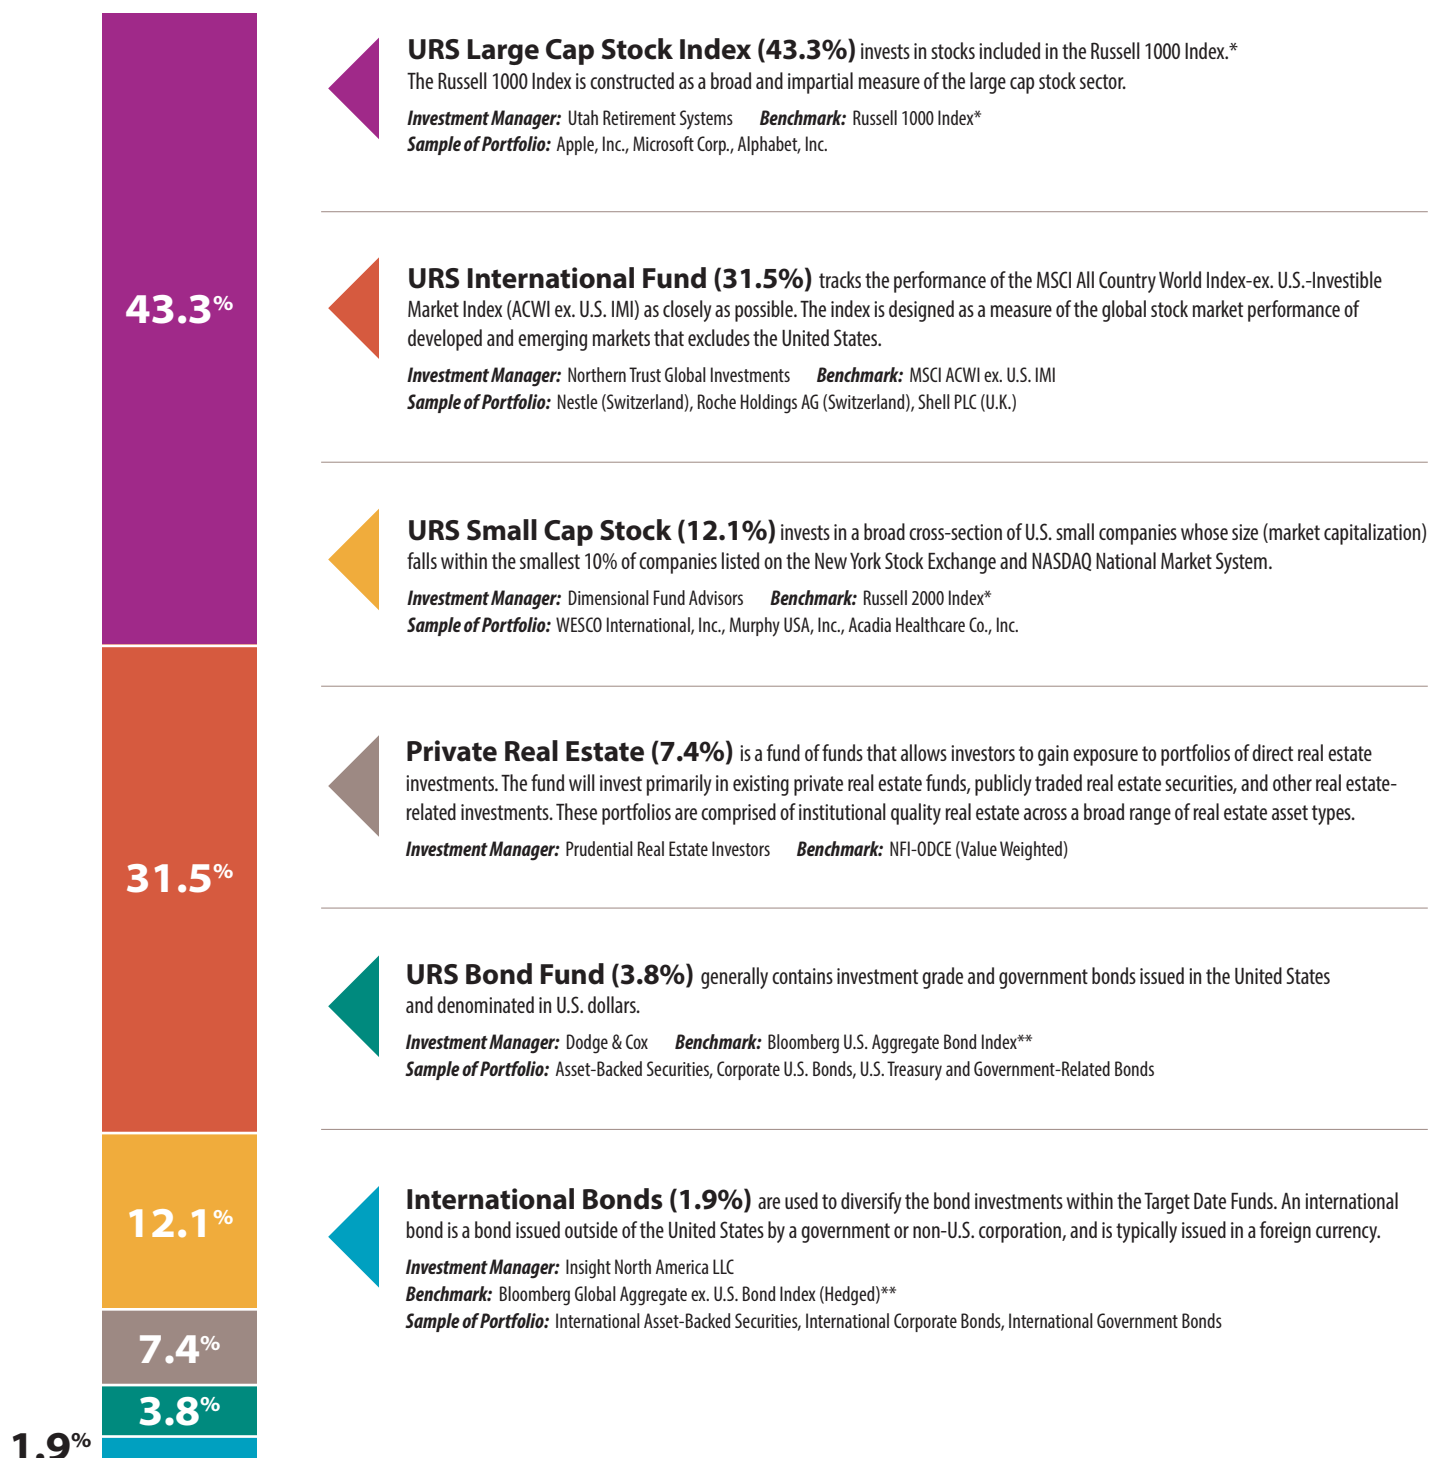 URS Large Cap Stock Index (43.3%) invests in stocks included in the Russell 1000 Index.*
The Russell 1000 Index is constructed as a broad and impartial measure of the large cap stock sector.
Investment Manager: Utah Retirement Systems Benchmark: Russell 1000 Index*
Sample of Portfolio: Apple, Inc., Microsoft Corp., Alphabet, Inc.
43.3%
URS International Fund (31.5%) tracks the performance of the MSCI All Country World Index-ex. U.S.-Investible
Market Index (ACWI ex. U.S. IMI) as closely as possible. The index is designed as a measure of the global stock market performance of
developed and emerging markets that excludes the United States.
Investment Manager: Northern Trust Global Investments Benchmark: MSCI ACWI ex. U.S. IMI
Sample of Portfolio: Nestle (Switzerland), Roche Holdings AG (Switzerland), Shell PLC (U.K.)
URS Small Cap Stock (12.1%) invests in a broad cross-section of U.S. small companies whose size (market capitalization)
falls within the smallest 10% of companies listed on the New York Stock Exchange and NASDAQ National Market System.
Investment Manager: Dimensional Fund Advisors Benchmark: Russell 2000 Index*
Sample of Portfolio: WESCO International, Inc., Murphy USA, Inc., Acadia Healthcare Co., Inc.
31.5%
Private Real Estate (7.4%) is a fund of funds that allows investors to gain exposure to portfolios of direct real estate
investments. The fund will invest primarily in existing private real estate funds, publicly traded real estate securities, and other real estate-
related investments. These portfolios are comprised of institutional quality real estate across a broad range of real estate asset types.
Investment Manager: Prudential Real Estate Investors Benchmark: NFI-ODCE (Value Weighted)
URS Bond Fund (3.8%) generally contains investment grade and government bonds issued in the United States
and denominated in U.S. dollars.
Investment Manager: Dodge & Cox Benchmark: Bloomberg U.S. Aggregate Bond Index**
Sample of Portfolio: Asset-Backed Securities, Corporate U.S. Bonds, U.S. Treasury and Government-Related Bonds
12.1%
International Bonds (1.9%) are used to diversify the bond investments within the Target Date Funds. An international
bond is a bond issued outside of the United States by a government or non-U.S. corporation, and is typically issued in a foreign currency.
Investment Manager: Insight North America LLC
Benchmark: Bloomberg Global Aggregate ex. U.S. Bond Index (Hedged)**
Sample of Portfolio: International Asset-Backed Securities, International Corporate Bonds, International Government Bonds
7.4%
3.8%
1.9%